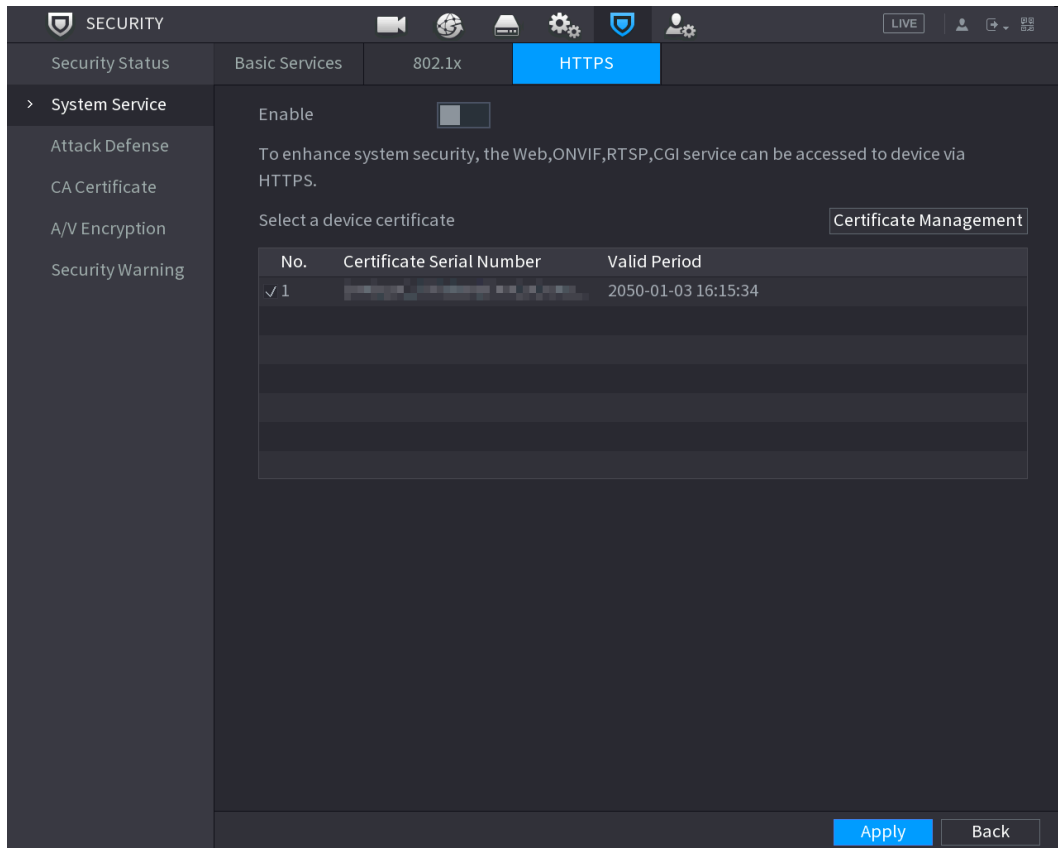 SECURITY
LIVE
Security Status
Basic Services
802.1x
HTTPS
System Service
Enable
Attack Defense
To enhance system security, the Web,ONVIF,RTSP,CGI service can be accessed to device via
HTTPS.
CA Certificate
Select a device certificate
Certificate Management
A/V Encryption
No.
Certificate Serial Number
Valid Period
Security Warning
1
2050-01-03 16:15:34
Apply
Back